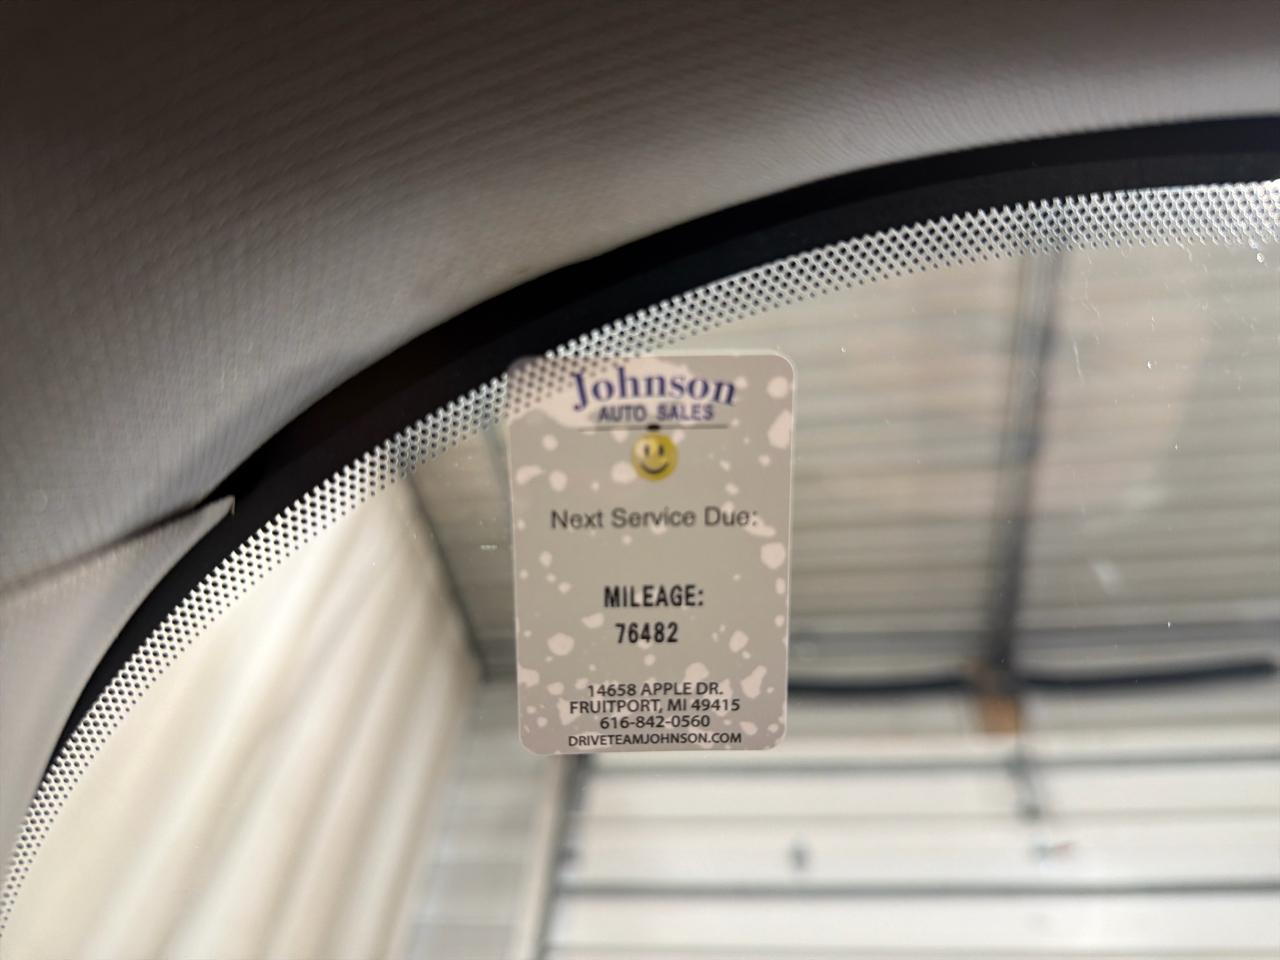 Johnson
AUTO SALES
Next Service Due:
MILEAGE:
76482
14658 APPLE DR.
FRUITPORT, MI 49415
616-842-0560
DRIVETEAMJOHNSON.COM